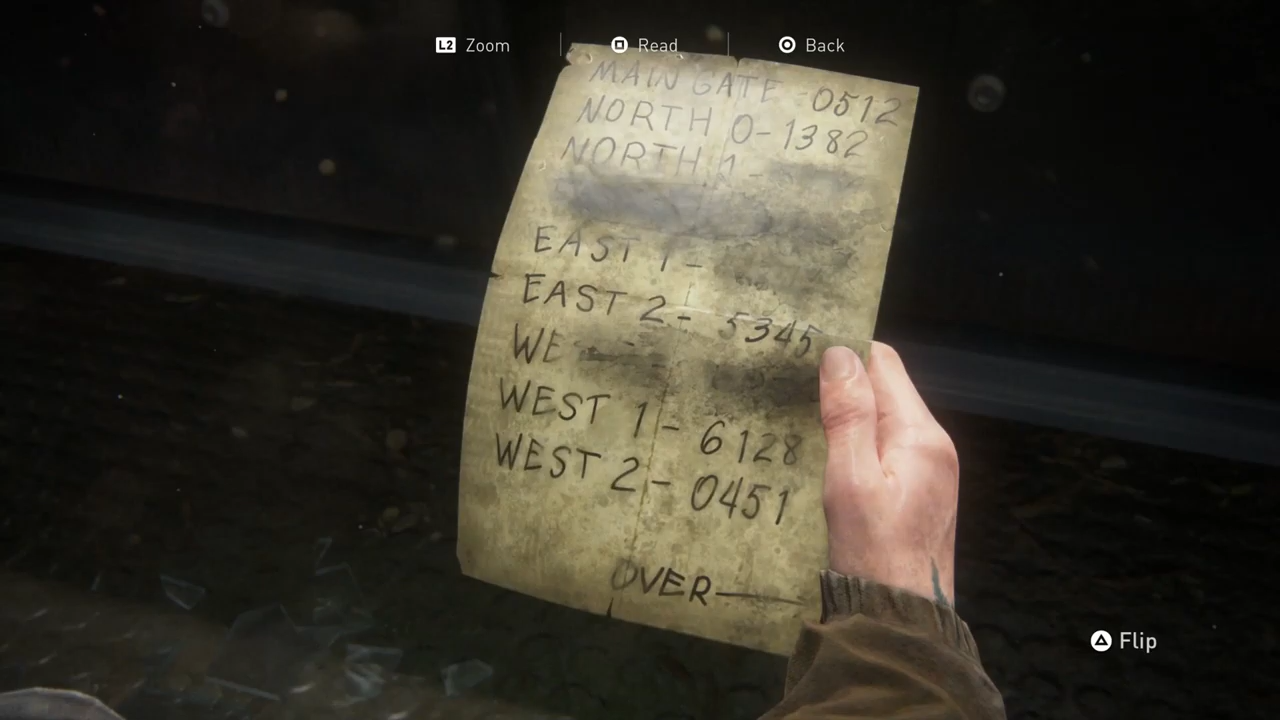 L2 Zoom
Read
Back
MAIN GATE - 0512
NORTH 0- 1382
NORTH 1 -
EAST 1 -
EAST 2 - 5345
WE
WEST 1 - 6128
WEST 2 - 0451
OVER
Flip